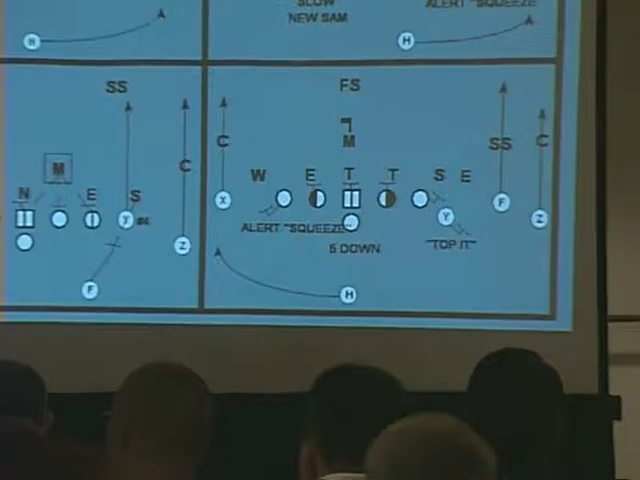 SLOW
ALERT "SQUEEZE
NEW SAM
H
SS
FS
M
C
C
SS
C
M
W
E
T
T
S
E
N
E
S
X
F
Y
Z
Z
ALERT "SQUEEZE"
5 DOWN
"TOP IT"
F
H